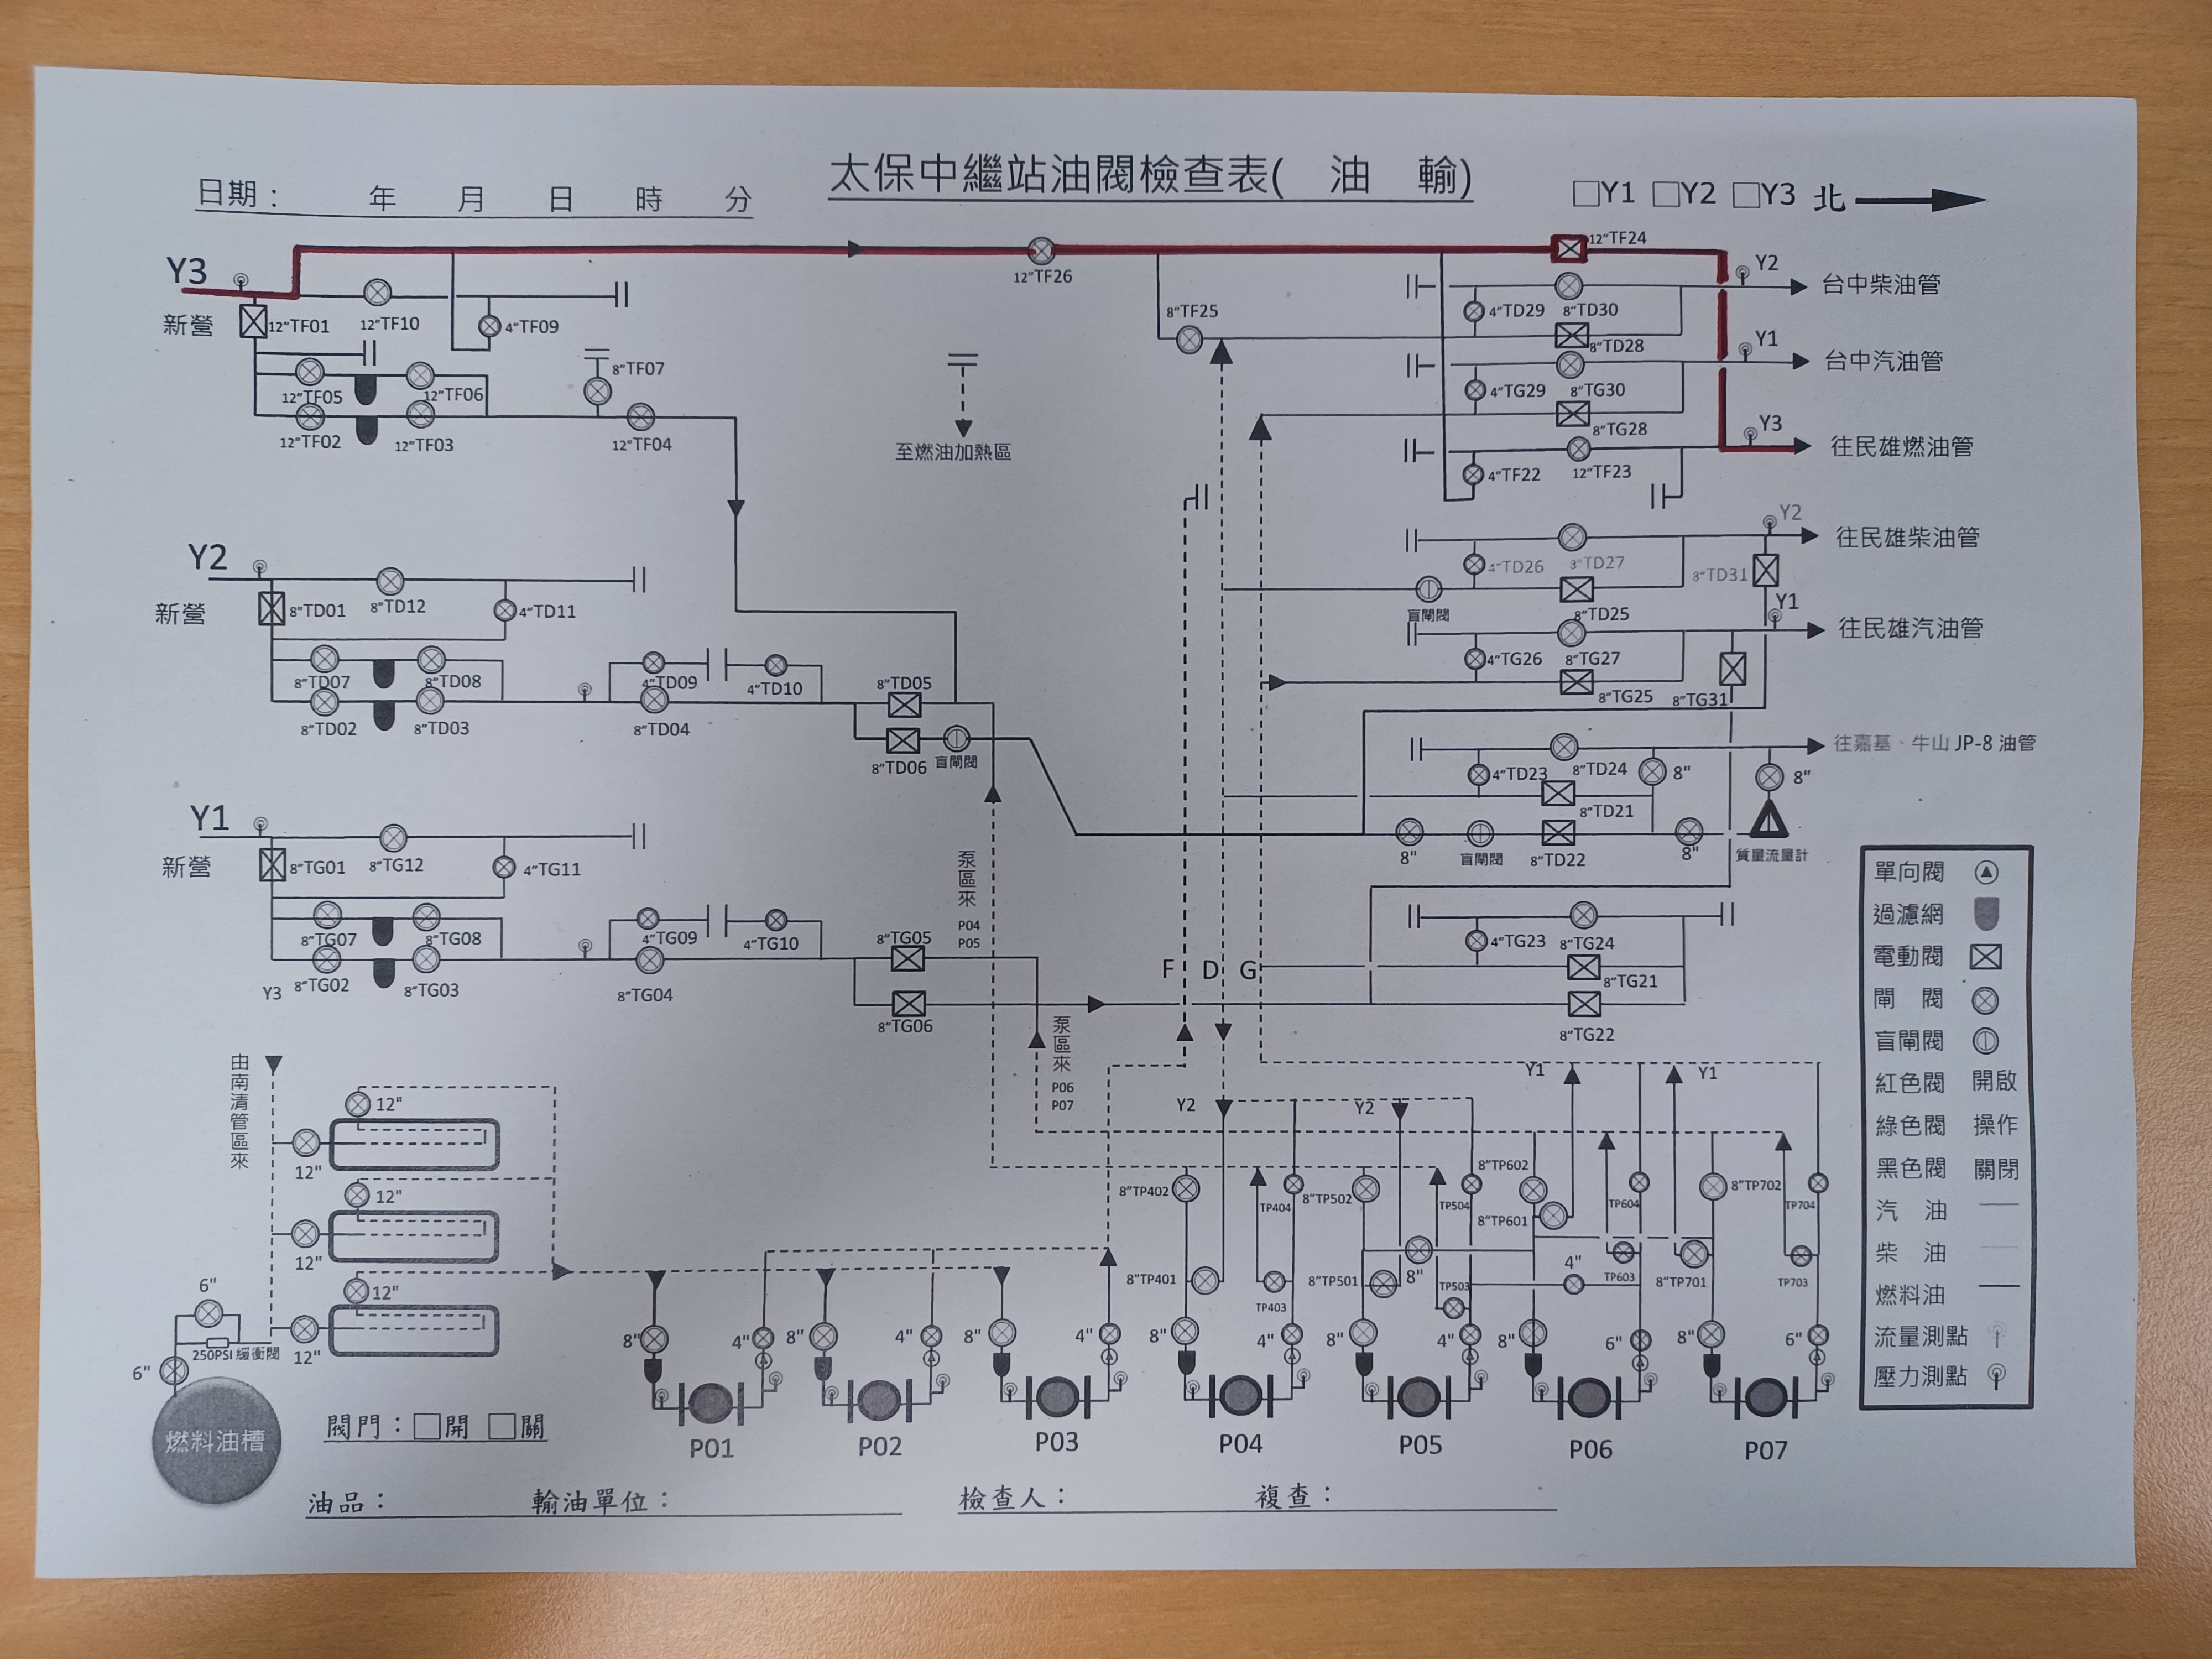 太保中繼站油閥檢查表( 油 輸)
日期： 年 月 日 時 分
□Y1 □Y2 □Y3 北
Y3
新營
12"TF01
12"TF10
12"TF05
12"TF02
12"TF06
12"TF03
4"TF09
8"TF07
12"TF04
至燃油加熱區
12"TF26
8"TF25
12"TF24
4"TD29
8"TD30
8"TD28
4"TG29
8"TG30
8"TG28
4"TF22
12"TF23
Y2
台中柴油管
Y1
台中汽油管
Y3
往民雄燃油管
Y2
新營
8"TD01
8"TD12
8"TD07
8"TD02
8"TD08
8"TD03
4"TD11
4"TD09
8"TD04
4"TD10
8"TD05
8"TD06
盲閘閥
盲閘閥
4"TD26
8"TD27
8"TD25
4"TG26
8"TG27
8"TG25
8"TD31
8"TG31
Y2
往民雄柴油管
Y1
往民雄汽油管
Y1
新營
8"TG01
8"TG12
8"TG07
8"TG02
Y3
8"TG08
8"TG03
4"TG11
4"TG09
8"TG04
4"TG10
8"TG05
8"TG06
泵區來
P04
P05
泵區來
P06
P07
F
D
G
8"
盲閘閥
4"TD23
8"TD24
8"TD21
8"TD22
8"
8"
8"
質量流量計
往嘉基、牛山 JP-8 油管
4"TG23
8"TG24
8"TG21
8"TG22
由南清管區來
6"
6"
250PSI 緩衝閥
燃料油槽
12"
12"
12"
12"
12"
12"
閥門：□開 □關
8"
4"
P01
8"
4"
P02
8"
4"
P03
8"TP402
8"TP401
Y2
8"
TP403
TP404
4"
P04
8"TP502
8"TP501
Y2
8"
8"
TP503
TP504
4"
P05
8"TP602
8"TP601
Y1
8"
4"
TP603
TP604
6"
P06
8"TP701
8"TP702
Y1
8"
TP703
TP704
6"
P07
單向閥
過濾網
電動閥
閘 閥
盲閘閥
紅色閥 開啟
綠色閥 操作
黑色閥 關閉
汽 油
柴 油
燃料油
流量測點
壓力測點
油品： 輸油單位： 檢查人： 複查：